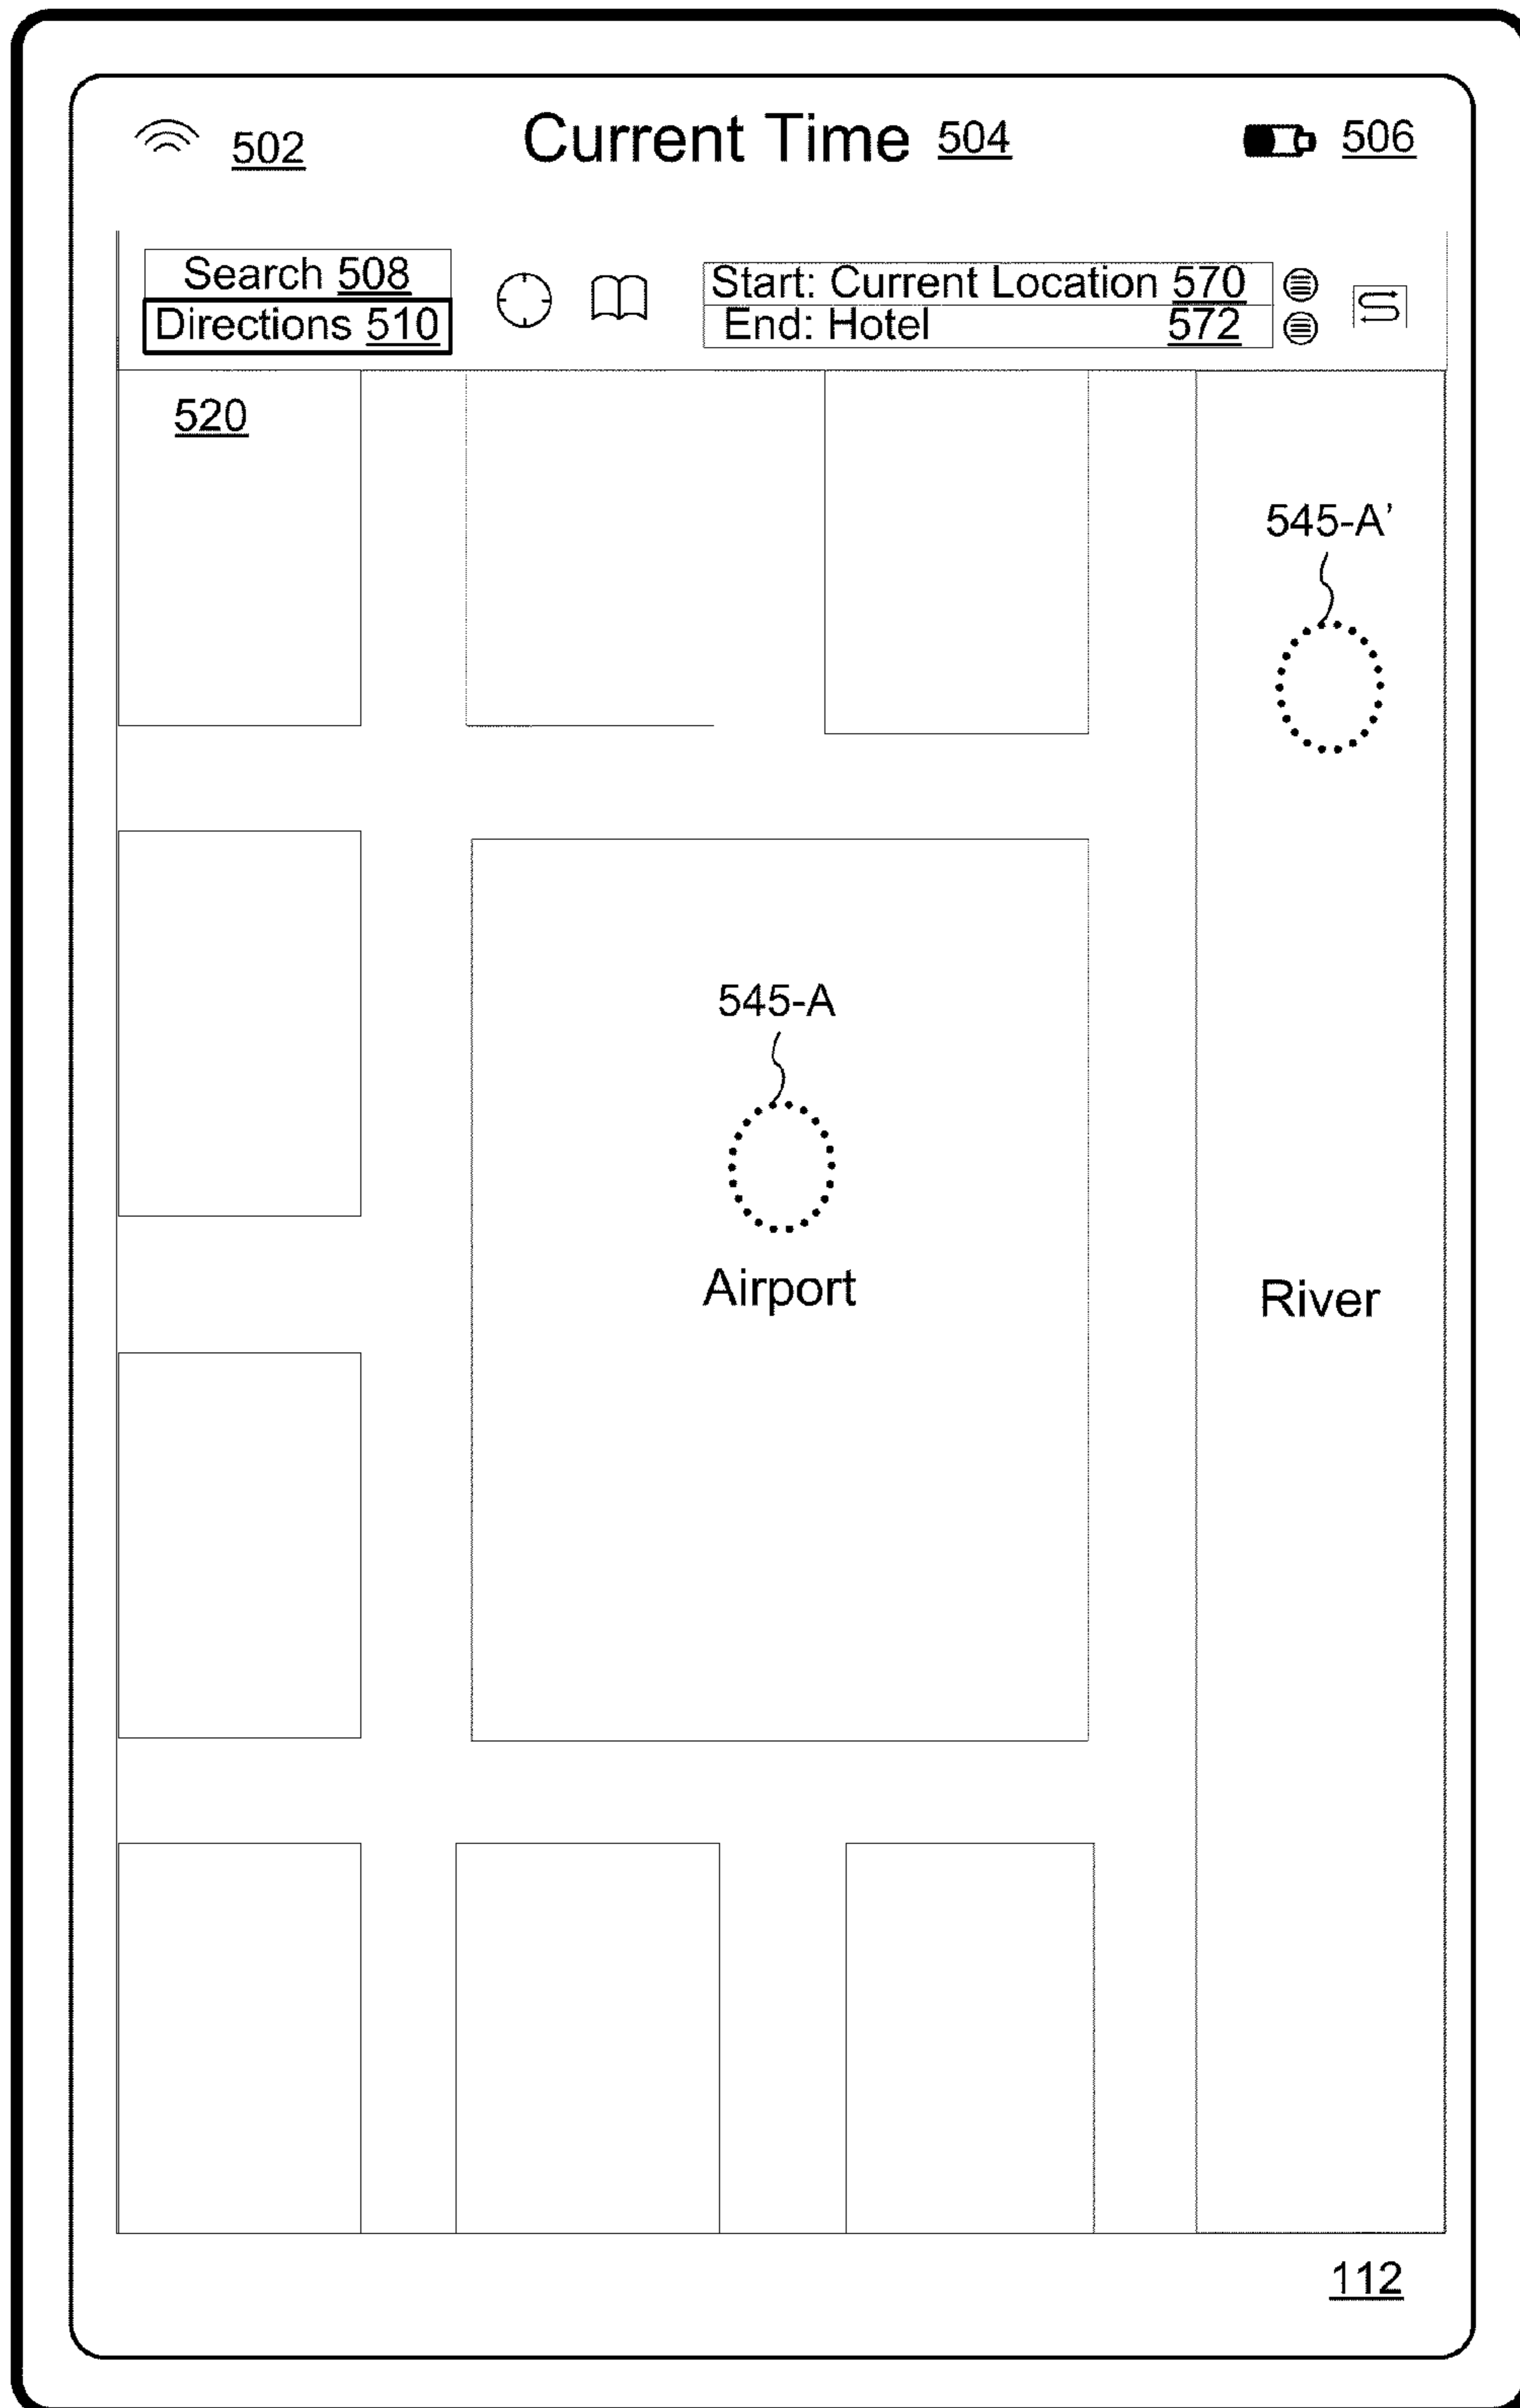 502
Current Time 504
506
Search 508
Directions 510
Start: Current Location 570
End: Hotel 572
520
545-A’
545-A
Airport
River
112